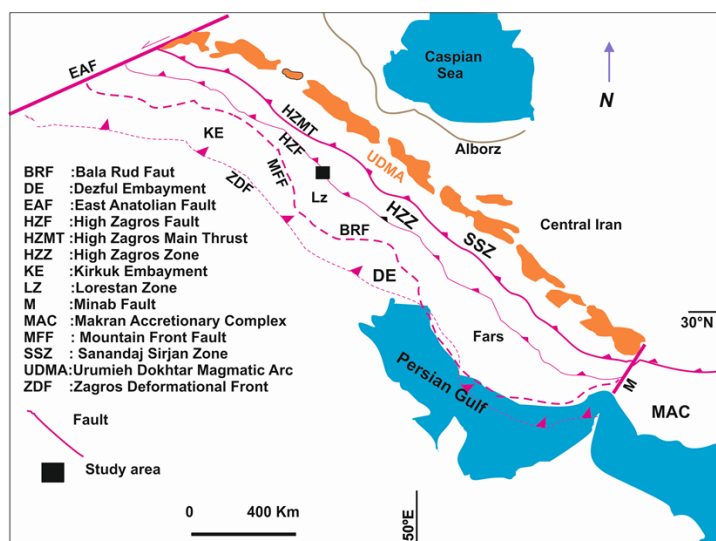 Caspian
Sea
EAF
N
HZMT
KE
HZF
Alborz
UDMA
MFF
ZDF
Lz
BRF
HZZ
SSZ
Central Iran
DE
30°N
Fars
Persian Gulf
M
MAC
BRF :Bala Rud Faut
DE :Dezful Embayment
EAF :East Anatolian Fault
HZF :High Zagros Fault
HZMT :High Zagros Main Thrust
HZZ :High Zagros Zone
KE :Kirkuk Embayment
LZ :Lorestan Zone
M :Minab Fault
MAC :Makran Accretionary Complex
MFF : Mountain Front Fault
SSZ : Sanandaj Sirjan Zone
UDMA:Urumieh Dokhtar Magmatic Arc
ZDF :Zagros Deformational Front
Fault
Study area
0 400 Km
50°E